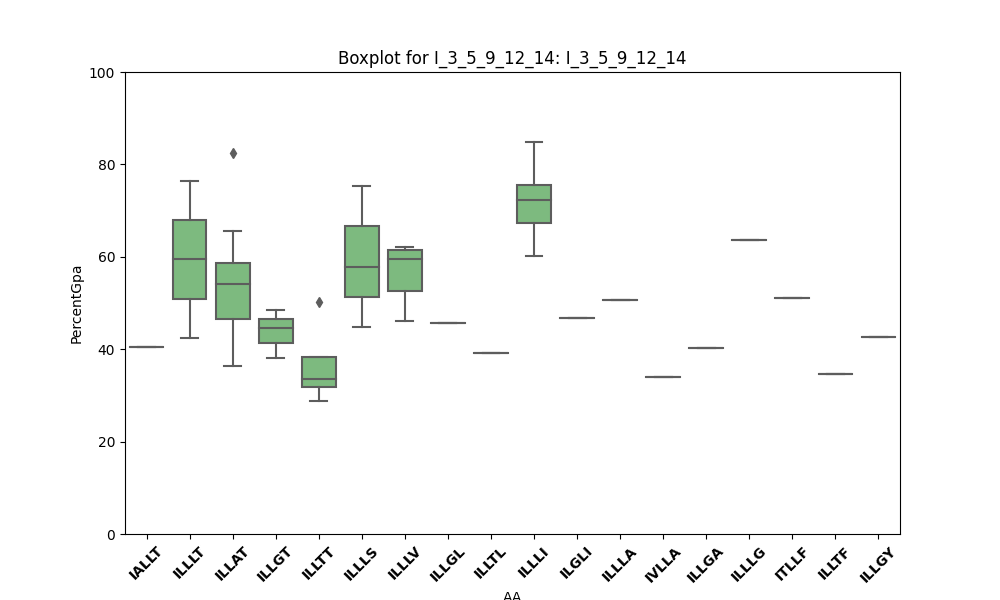 Boxplot for I_3_5_9_12_14: I_3_5_9_12_14
100
80
60
40
20
0
PercentGpa
IALLT
ILLLT
ILLAT
ILLGT
ILLTT
ILLLS
ILLLV
ILLGL
ILLTL
ILLLI
ILGLI
ILLLA
IVLLA
ILLGA
ILLLG
ITLLF
ILLTF
ILLGY
AA